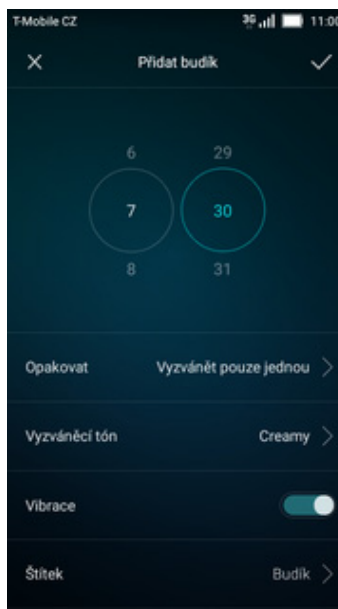 T-Mobile CZ 3G 11:00
Přidat budík
6 29
7 30
8 31
Opakovat Vyzvánět pouze jednou
Vyzváněcí tón Creamy
Vibrace
Štítek Budík